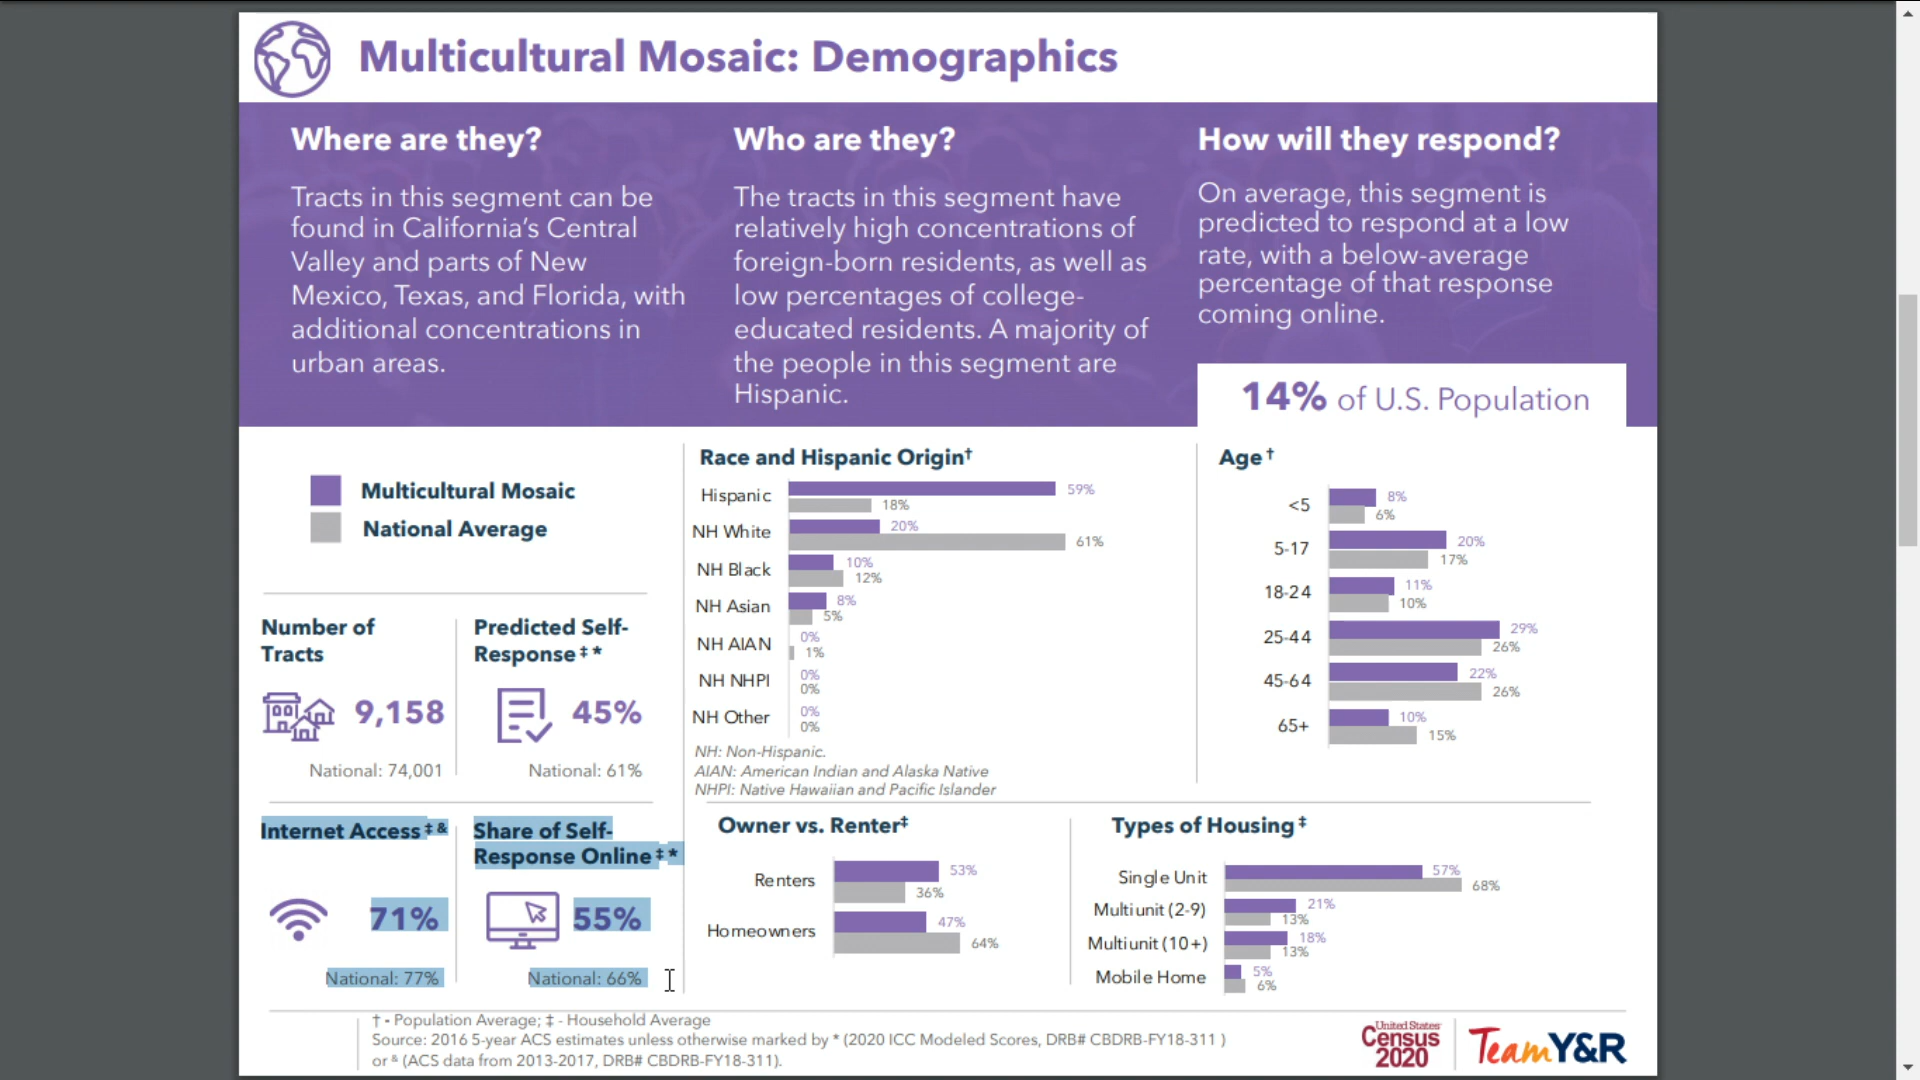 Multicultural Mosaic: Demographics
Where are they?
Tracts in this segment can be
found in California's Central
Valley and parts of New
Mexico, Texas, and Florida, with
additional concentrations in
urban areas.
Who are they?
The tracts in this segment have
relatively high concentrations of
foreign-born residents, as well as
low percentages of college-
educated residents. A majority of
the people in this segment are
Hispanic.
How will they respond?
On average, this segment is
predicted to respond at a low
rate, with a below-average
percentage of that response
coming online.
14% of U.S. Population
Multicultural Mosaic
National Average
Number of
Tracts
9,158
National: 74,001
Predicted Self-
Response ‡ *
45%
National: 61%
Internet Access ‡ &
71%
National: 77%
Share of Self-
Response Online ‡ *
55%
National: 66%
Race and Hispanic Origin†
Hispanic 59%
18%
NH White 20%
61%
NH Black 10%
12%
NH Asian 8%
5%
NH AIAN 0%
1%
NH NHPI 0%
0%
NH Other 0%
0%
NH: Non-Hispanic.
AIAN: American Indian and Alaska Native
NHPI: Native Hawaiian and Pacific Islander
Age †
<5 8%
6%
5-17 20%
17%
18-24 11%
10%
25-44 29%
26%
45-64 22%
26%
65+ 10%
15%
Owner vs. Renter‡
Renters 53%
36%
Homeowners 47%
64%
Types of Housing ‡
Single Unit 57%
68%
Multiunit (2-9) 21%
13%
Multiunit (10+) 18%
13%
Mobile Home 5%
6%
† - Population Average; ‡ - Household Average
Source: 2016 5-year ACS estimates unless otherwise marked by * (2020 ICC Modeled Scores, DRB# CBDRB-FY18-311 )
or & (ACS data from 2013-2017, DRB# CBDRB-FY18-311).
United States
Census
2020
TeamY&R